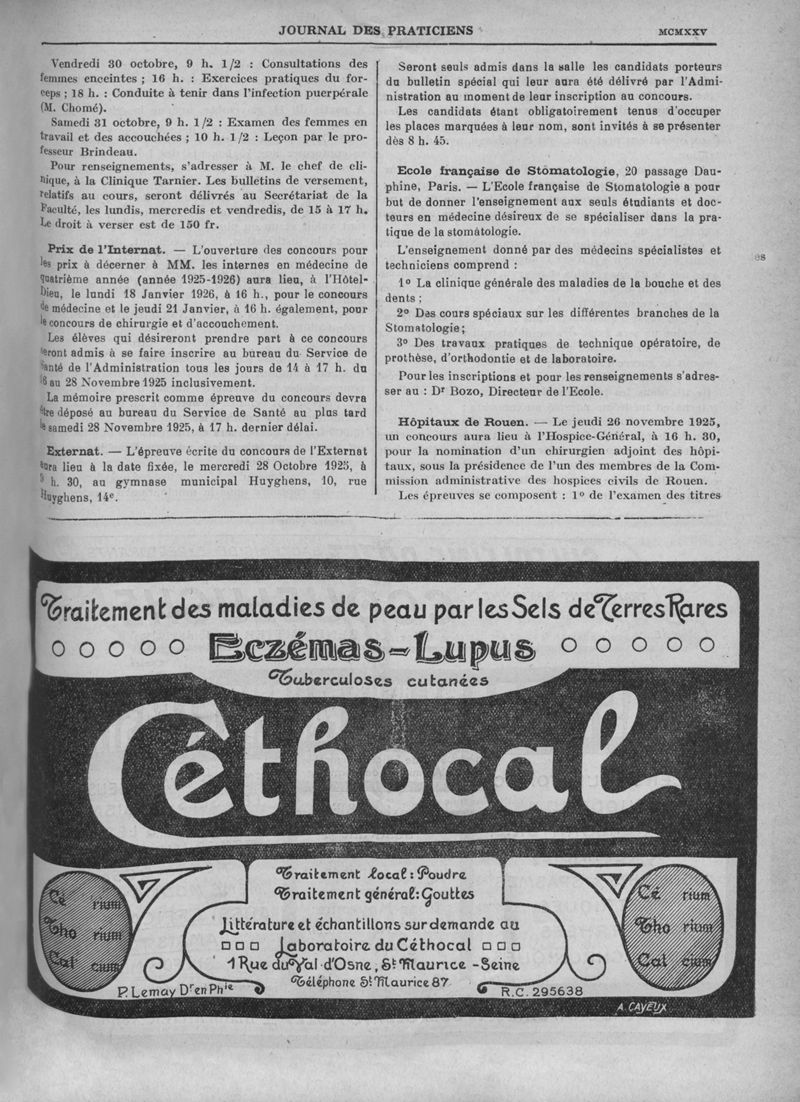 JOURNAL DES PRATICIENS
MCMXXV
Vendredi 30 octobre, 9 h. 1/2 : Consultations des
femmes enceintes ; 16 h. : Exercices pratiques du for-
ceps ; 18 h. : Conduite à tenir dans l'infection puerpérale
(M. Chomé).
Samedi 31 octobre, 9 h. 1/2 : Examen des femmes en
travail et des accouchées ; 10 h. 1/2 : Leçon par le pro-
fesseur Brindeau.
Pour renseignements, s'adresser à M. le chef de cli-
nique, à la Clinique Tarnier. Les bulletins de versement,
relatifs au cours, seront délivrés au Secrétariat de la
Faculté, les lundis, mercredis et vendredis, de 15 à 17 h.
Le droit à verser est de 150 fr.
Prix de l'Internat. — L'ouverture des concours pour
les prix à décerner à MM. les internes en médecine de
quatrième année (année 1925-1926) aura lieu, à l'Hôtel-
Dieu, le lundi 18 Janvier 1926, à 16 h., pour le concours
de médecine et le jeudi 21 Janvier, à 16 h. également, pour
le concours de chirurgie et d'accouchement.
Les élèves qui désireront prendre part à ce concours
seront admis à se faire inscrire au bureau du Service de
Santé de l'Administration tous les jours de 14 à 17 h. du
16 au 28 Novembre 1925 inclusivement.
La mémoire prescrit comme épreuve du concours devra
être déposé au bureau du Service de Santé au plus tard
le samedi 28 Novembre 1925, à 17 h. dernier délai.
Externat. — L'épreuve écrite du concours de l'Externat
aura lieu à la date fixée, le mercredi 28 Octobre 1925, à
9 h. 30, au gymnase municipal Huyghens, 10, rue
Huyghens, 14e.
Seront seuls admis dans la salle les candidats porteurs
du bulletin spécial qui leur aura été délivré par l'Admi-
nistration au moment de leur inscription au concours.
Les candidats étant obligatoirement tenus d'occuper
les places marquées à leur nom, sont invités à se présenter
dès 8 h. 45.
Ecole française de Stomatologie, 20 passage Dau-
phine, Paris. — L'Ecole française de Stomatologie a pour
but de donner l'enseignement aux seuls étudiants et doc-
teurs en médecine désireux de se spécialiser dans la pra-
tique de la stomatologie.
L'enseignement donné par des médecins spécialistes et
techniciens comprend :
1º La clinique générale des maladies de la bouche et des
dents ;
2º Des cours spéciaux sur les différentes branches de la
Stomatologie ;
3º Des travaux pratiques de technique opératoire, de
prothèse, d'orthodontie et de laboratoire.
Pour les inscriptions et pour les renseignements s'adres-
ser au : Dr Bozo, Directeur de l'Ecole.
Hôpitaux de Rouen. — Le jeudi 26 novembre 1925,
un concours aura lieu à l'Hospice-Général, à 16 h. 30,
pour la nomination d'un chirurgien adjoint des hôpi-
taux, sous la présidence de l'un des membres de la Com-
mission administrative des hospices civils de Rouen.
Les épreuves se composent : 1º de l'examen des titres
es
Traitement des maladies de peau par les Sels de Terres Rares
Eczémas-Lupus
Tuberculoses cutanées
Céthocal
Traitement local : Poudre
Traitement général : Gouttes
Littérature et échantillons sur demande au
Laboratoire du Céthocal
1 Rue du Val d'Osne, St Maurice - Seine
Téléphone St Maurice 87
Cérium
Thorium
Calcium
Cérium
Thorium
Calcium
P. Lemay Dr en Phie
R.C. 295638
A. CAYEUX